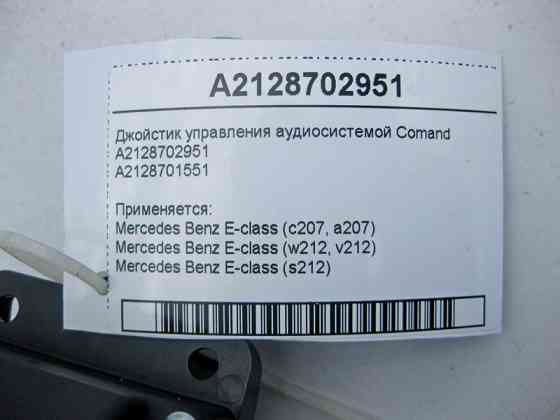 A2128702951
Джойстик управления аудиосистемой Comand
A2128702951
A2128701551
Применяется:
Mercedes Benz E-class (c207, a207)
Mercedes Benz E-class (w212, v212)
Mercedes Benz E-class (s212)